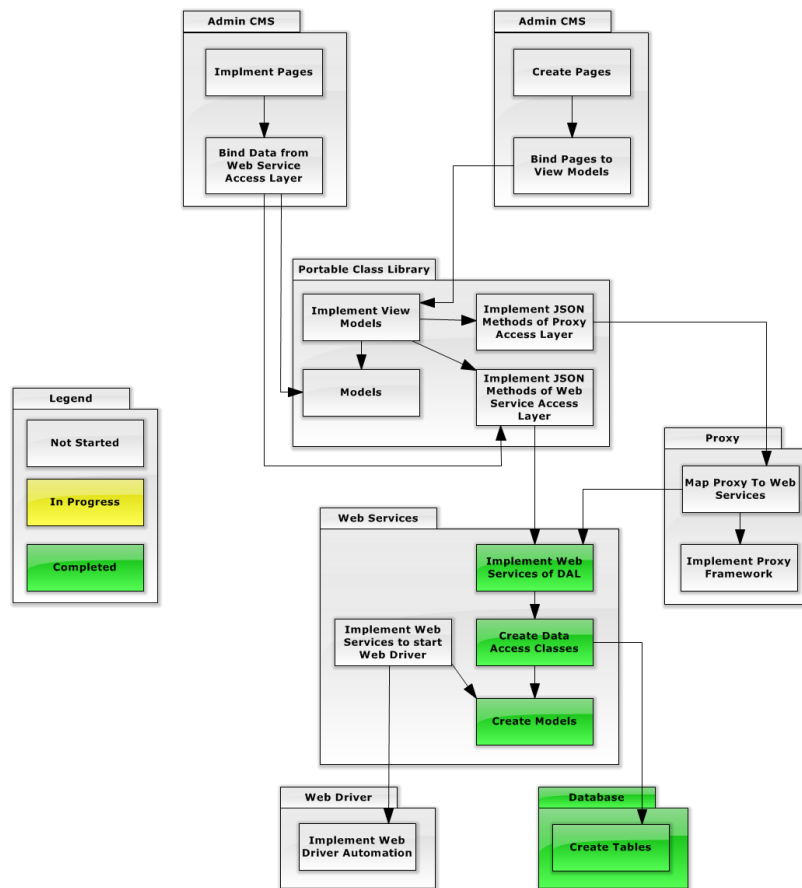 Admin CMS
Implment Pages
Bind Data from
Web Service
Access Layer
Admin CMS
Create Pages
Bind Pages to
View Models
Portable Class Library
Implement View
Models
Implement JSON
Methods of Proxy
Access Layer
Models
Implement JSON
Methods of Web
Service Access
Layer
Legend
Not Started
In Progress
Completed
Proxy
Map Proxy To Web
Services
Implement Proxy
Framework
Web Services
Implement Web
Services of DAL
Implement Web
Services to start
Web Driver
Create Data
Access Classes
Create Models
Web Driver
Implement Web
Driver Automation
Database
Create Tables